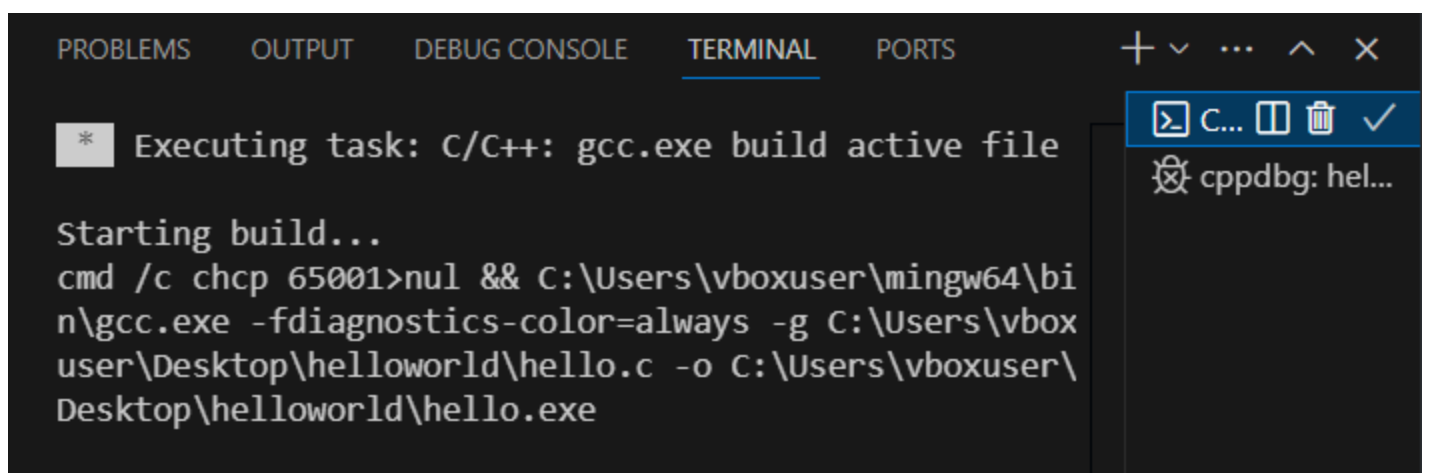 PROBLEMS OUTPUT DEBUG CONSOLE TERMINAL PORTS
* Executing task: C/C++: gcc.exe build active file
C...
cppdbg: hel...
Starting build...
cmd /c chcp 65001>nul && C:\Users\vboxuser\mingw64\bi
n\gcc.exe -fdiagnostics-color=always -g C:\Users\vbox
user\Desktop\helloworld\hello.c -o C:\Users\vboxuser\
Desktop\helloworld\hello.exe